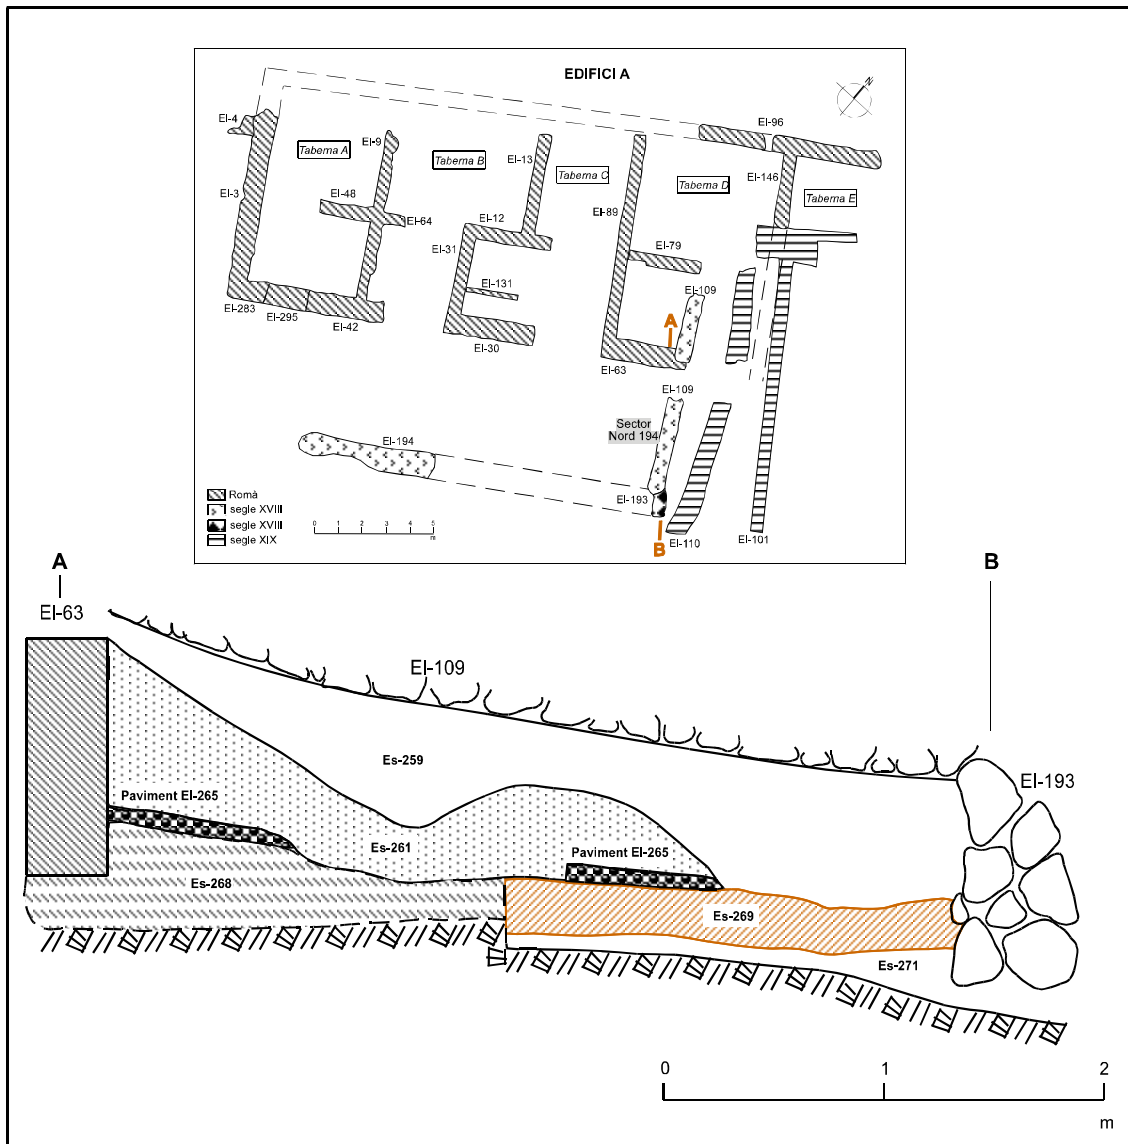 EDIFICI A
N
EI-4
EI-96
EI-9
Taberna A
Taberna B
EI-13
Taberna C
Taberna D
EI-146
Taberna E
EI-3
EI-48
EI-64
EI-12
EI-89
EI-31
EI-79
EI-131
EI-109
A
EI-283
EI-295
EI-42
EI-30
EI-63
EI-109
Sector
Nord 194
EI-194
EI-193
Romà
segle XVIII
segle XVIII
segle XIX
0 1 2 3 4 5
m
B
EI-110
EI-101
A
B
EI-63
EI-109
Es-259
EI-193
Paviment EI-265
Es-261
Paviment EI-265
Es-268
Es-269
Es-271
0 1 2
m